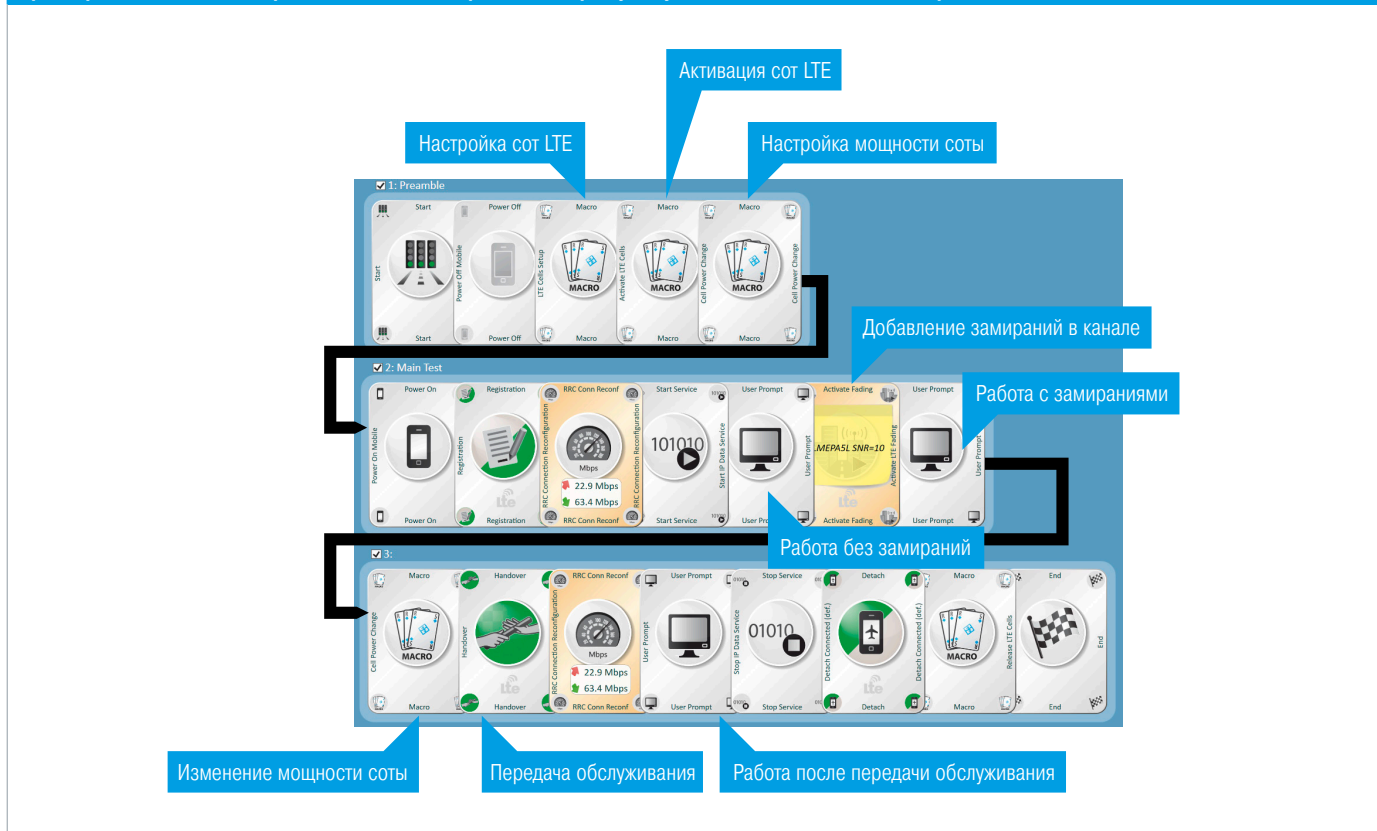 Активация сот LTE
Настройка сот LTE
Настройка мощности соты
1: Preamble
Start
Power Off
Macro
Macro
Macro
Start
Power Off Mobile
LTE Cells Setup
Activate LTE Cells
Cell Power Change
Cell Power Change
MACRO
MACRO
MACRO
Start
Power Off
Macro
Macro
Macro
Добавление замираний в канале
2: Main Test
Power On
Registration
RRC Conn Reconf
Start Service
User Prompt
Activate Fading
User Prompt
Работа с замираниями
Power On Mobile
Registration
RRC Connection Reconfiguration
RRC Connection Reconfiguration
Mbps
22.9 Mbps
63.4 Mbps
101010
Start IP Data Service
User Prompt
.MEPA5L SNR=10
Activate LTE Fading
User Prompt
lte
Power On
Registration
RRC Conn Reconf
Start Service
User Prompt
Activate Fading
User Prompt
Работа без замираний
3:
Macro
Handover
RRC Conn Reconf
User Prompt
Stop Service
Detach
Macro
End
Cell Power Change
MACRO
Handover
RRC Connection Reconfiguration
Mbps
22.9 Mbps
63.4 Mbps
User Prompt
Stop IP Data Service
01010
Detach Connected (def.)
Detach Connected (def.)
MACRO
Release LTE Cells
End
lte
lte
Macro
Handover
RRC Conn Reconf
User Prompt
Stop Service
Detach
Macro
End
Изменение мощности соты
Передача обслуживания
Работа после передачи обслуживания